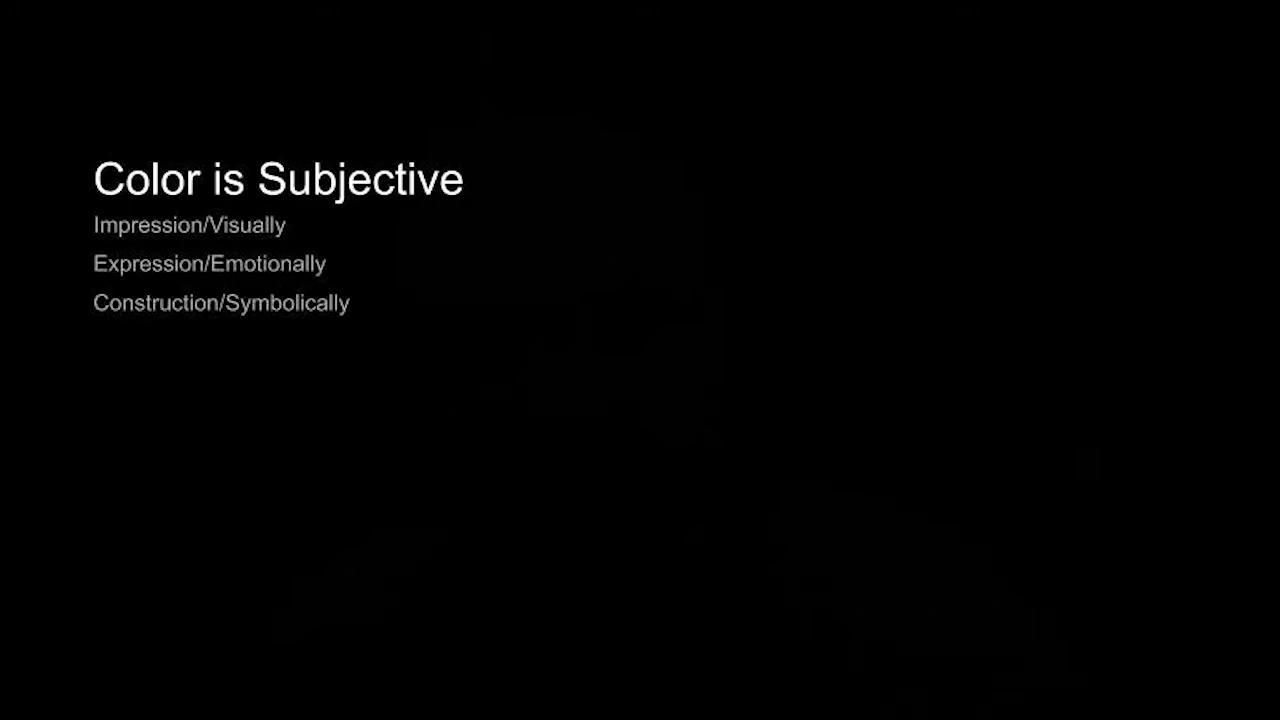 Color is Subjective
Impression/Visually
Expression/Emotionally
Construction/Symbolically